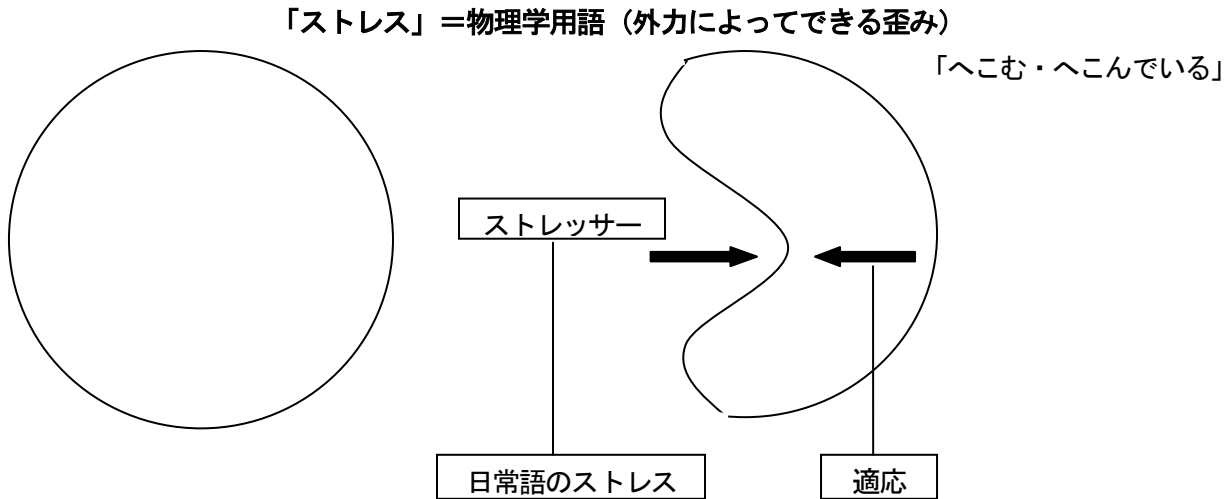 「ストレス」＝物理学用語（外力によってできる歪み）
「へこむ・へこんでいる」
ストレッサー
日常語のストレス
適応